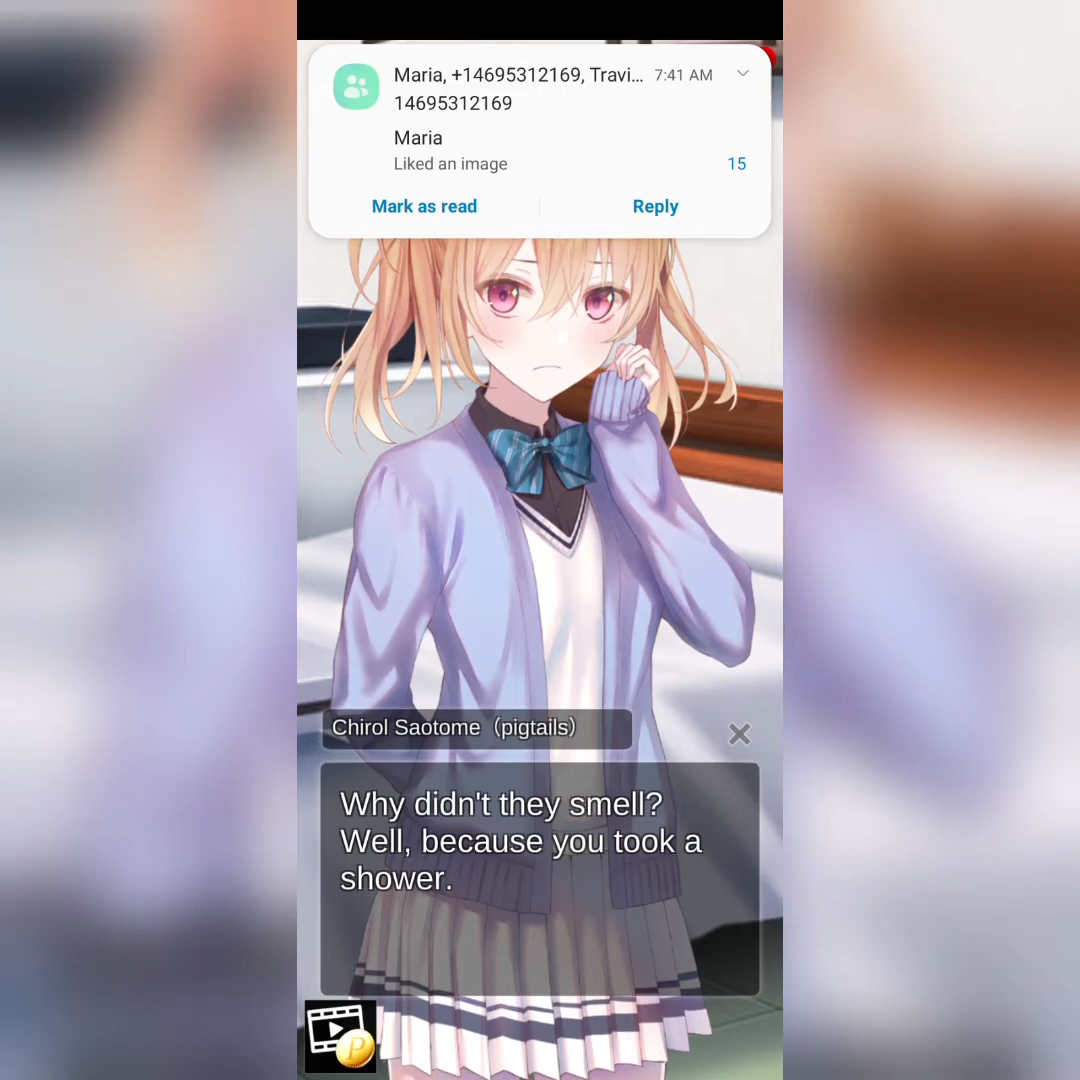 Maria, +14695312169, Travi... 7:41 AM
14695312169
Maria
Liked an image 15
Mark as read Reply
Chirol Saotome（pigtails）
Why didn't they smell?
Well, because you took a
shower.
P